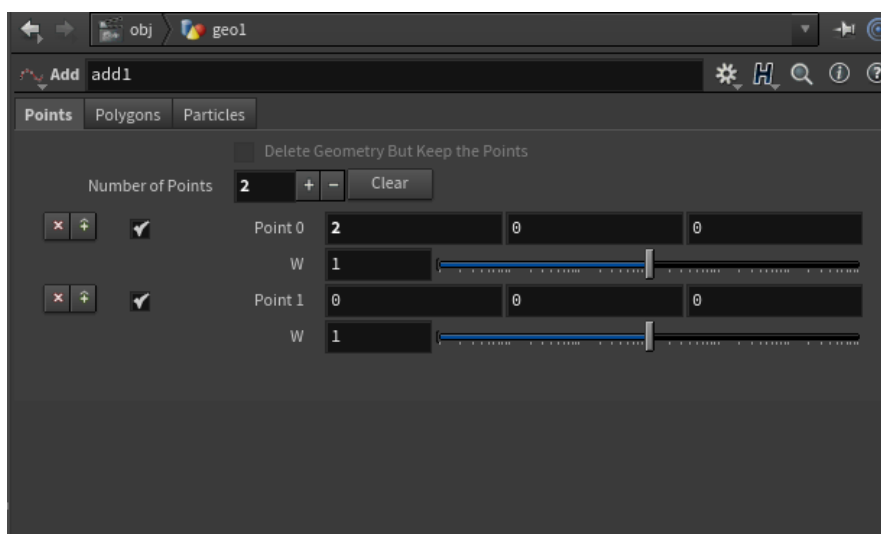 obj geo1
Add add1
Points Polygons Particles
Delete Geometry But Keep the Points
Number of Points 2 + - Clear
Point 0 2 0 0
W 1
Point 1 0 0 0
W 1